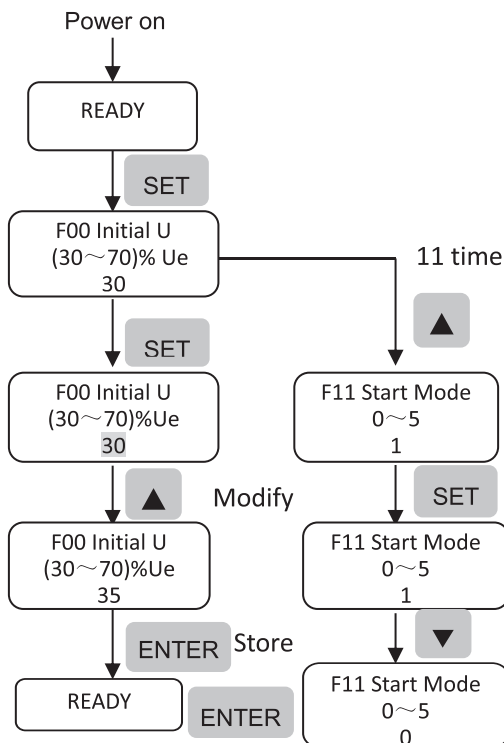 Power on
READY
SET
F00 Initial U
(30～70)% Ue
30
11 time
▲
SET
F00 Initial U
(30～70)%Ue
30
F11 Start Mode
0～5
1
▲
Modify
SET
F00 Initial U
(30～70)%Ue
35
F11 Start Mode
0～5
1
▼
ENTER Store
READY
ENTER
F11 Start Mode
0～5
0